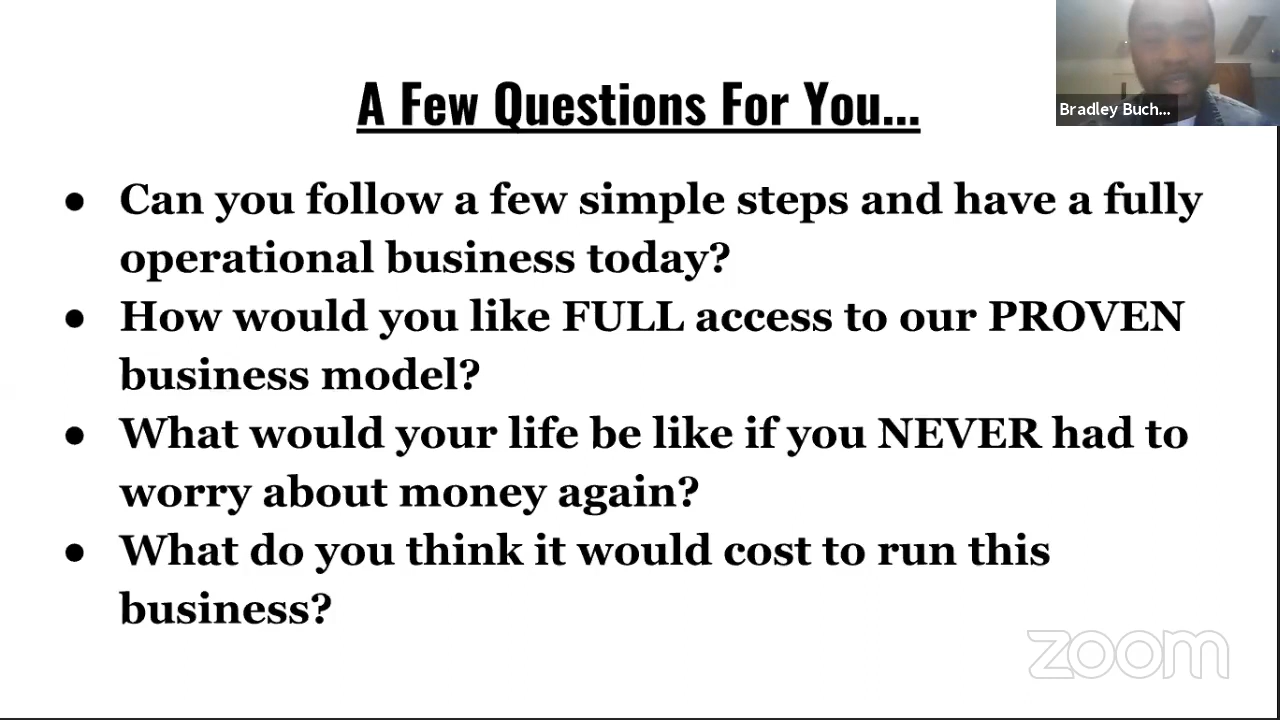 A Few Questions For You...
Bradley Buch...
● Can you follow a few simple steps and have a fully
operational business today?
● How would you like FULL access to our PROVEN
business model?
● What would your life be like if you NEVER had to
worry about money again?
● What do you think it would cost to run this
business?
zoom